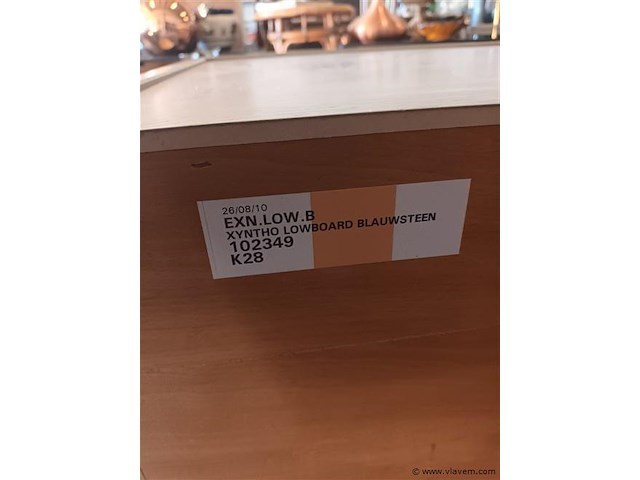 26/08/10
EXN.LOW.B
XYNTHO LOWBOARD BLAUWSTEEN
102349
K28
© www.vlavem.com